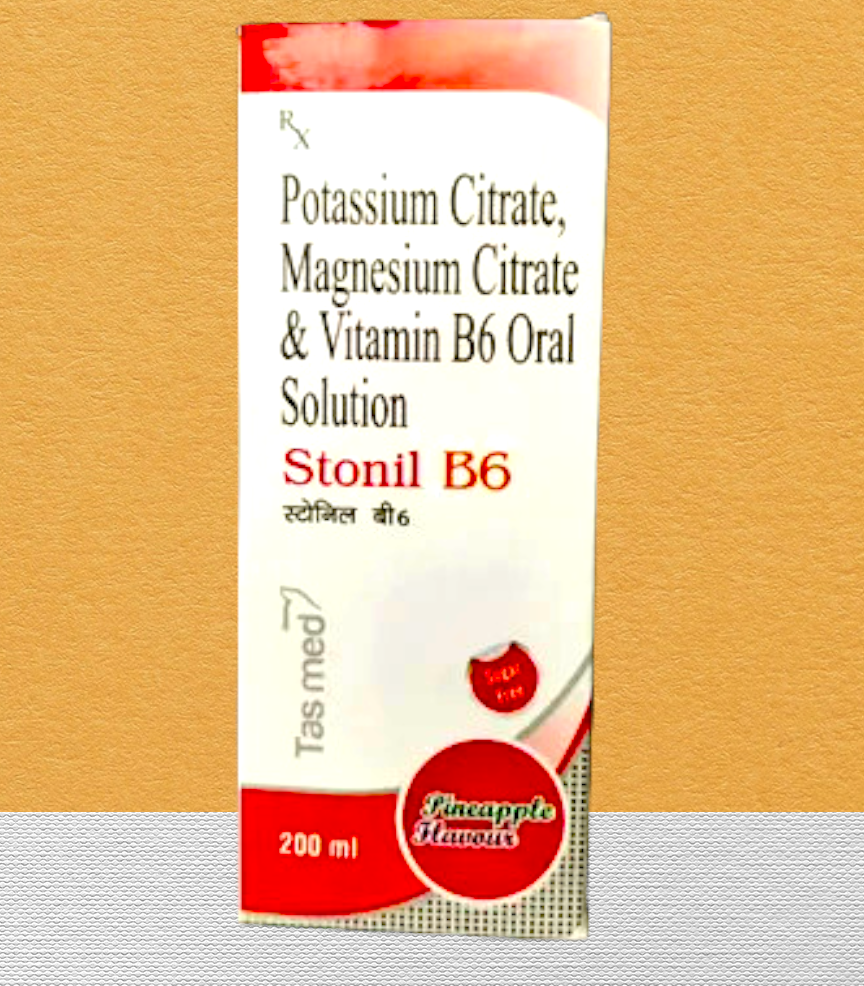 Rx
Potassium Citrate,
Magnesium Citrate
& Vitamin B6 Oral
Solution
Stonil B6
स्टोनिल बी6
Tas med
Pineapple
Flavour
200 ml